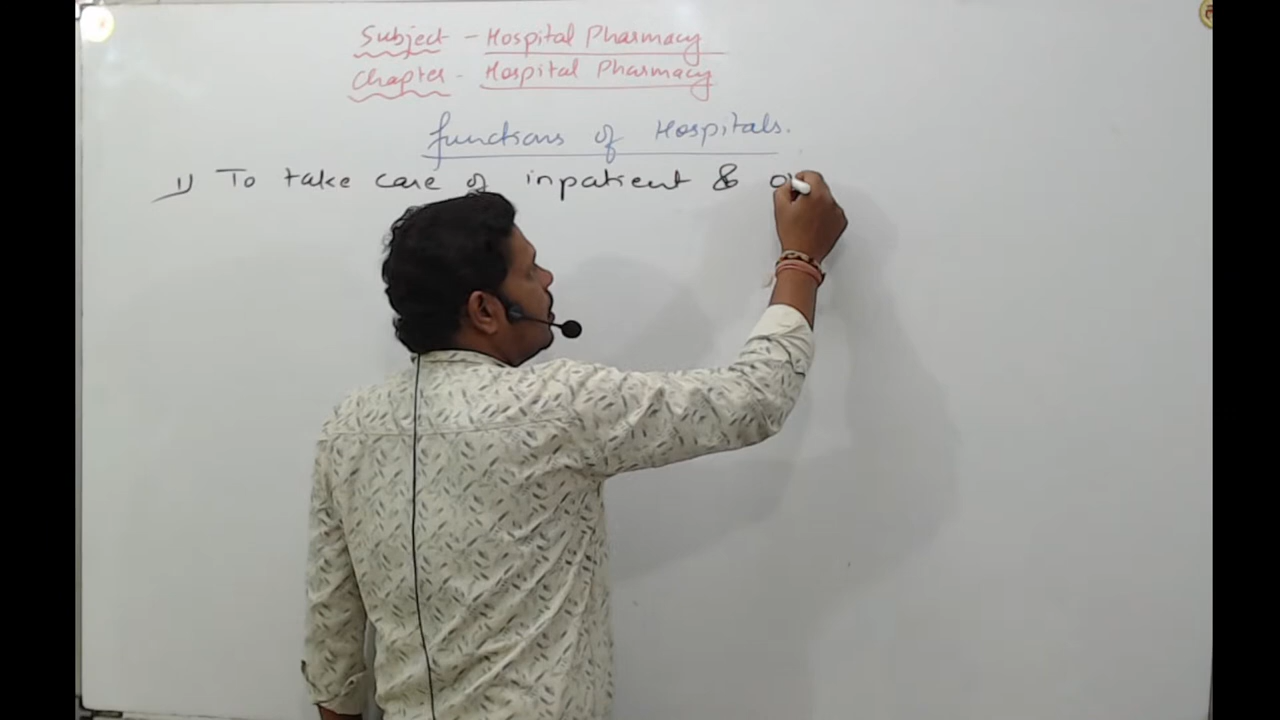 Subject - Hospital Pharmacy
Chapter - Hospital Pharmacy
functions of Hospitals.
1) To take care of inpatient & o